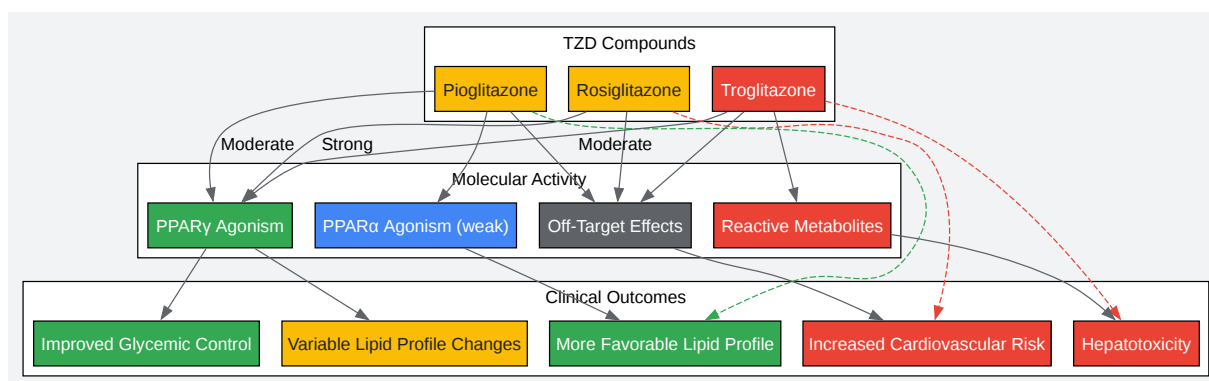 TZD Compounds
Pioglitazone
Rosiglitazone
Troglitazone
Moderate
Strong
Moderate
Molecular Activity
PPARγ Agonism
PPARα Agonism (weak)
Off-Target Effects
Reactive Metabolites
Clinical Outcomes
Improved Glycemic Control
Variable Lipid Profile Changes
More Favorable Lipid Profile
Increased Cardiovascular Risk
Hepatotoxicity